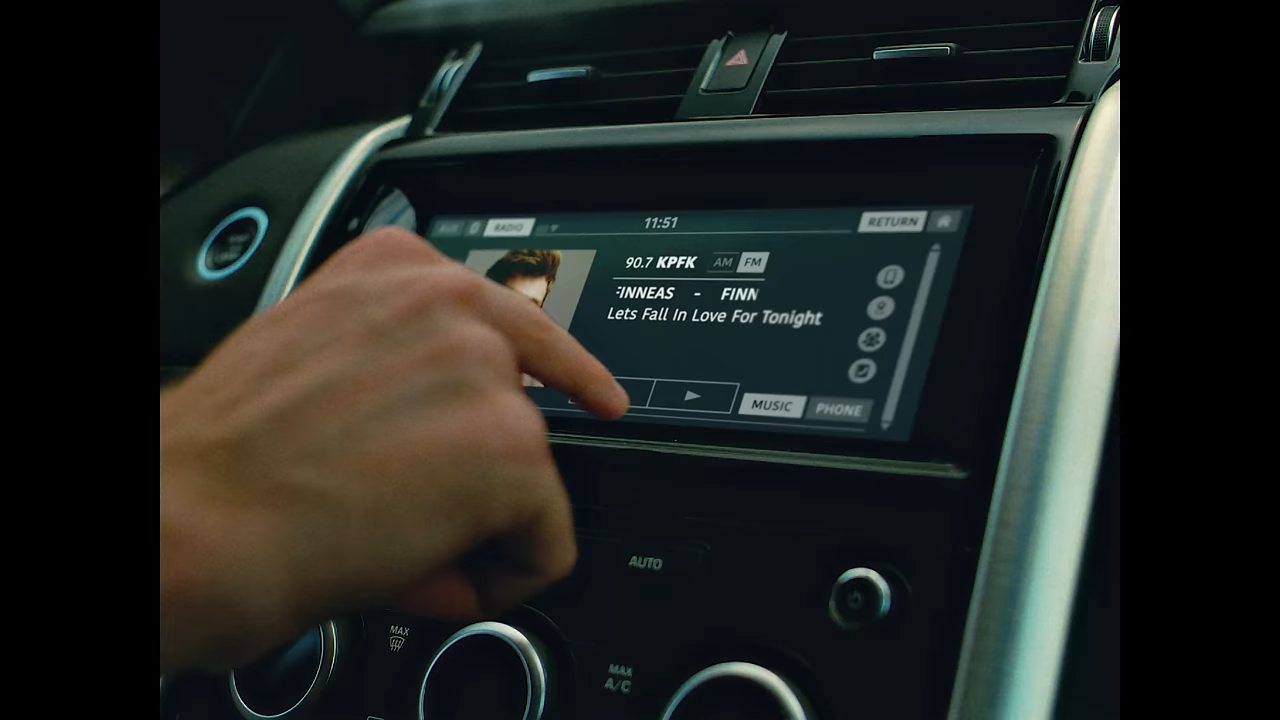 AUX RADIO 11:51 RETURN
90.7 KPFK AM FM
FINNEAS - FINN
Lets Fall In Love For Tonight
MUSIC PHONE
AUTO
MAX
MAX
A/C